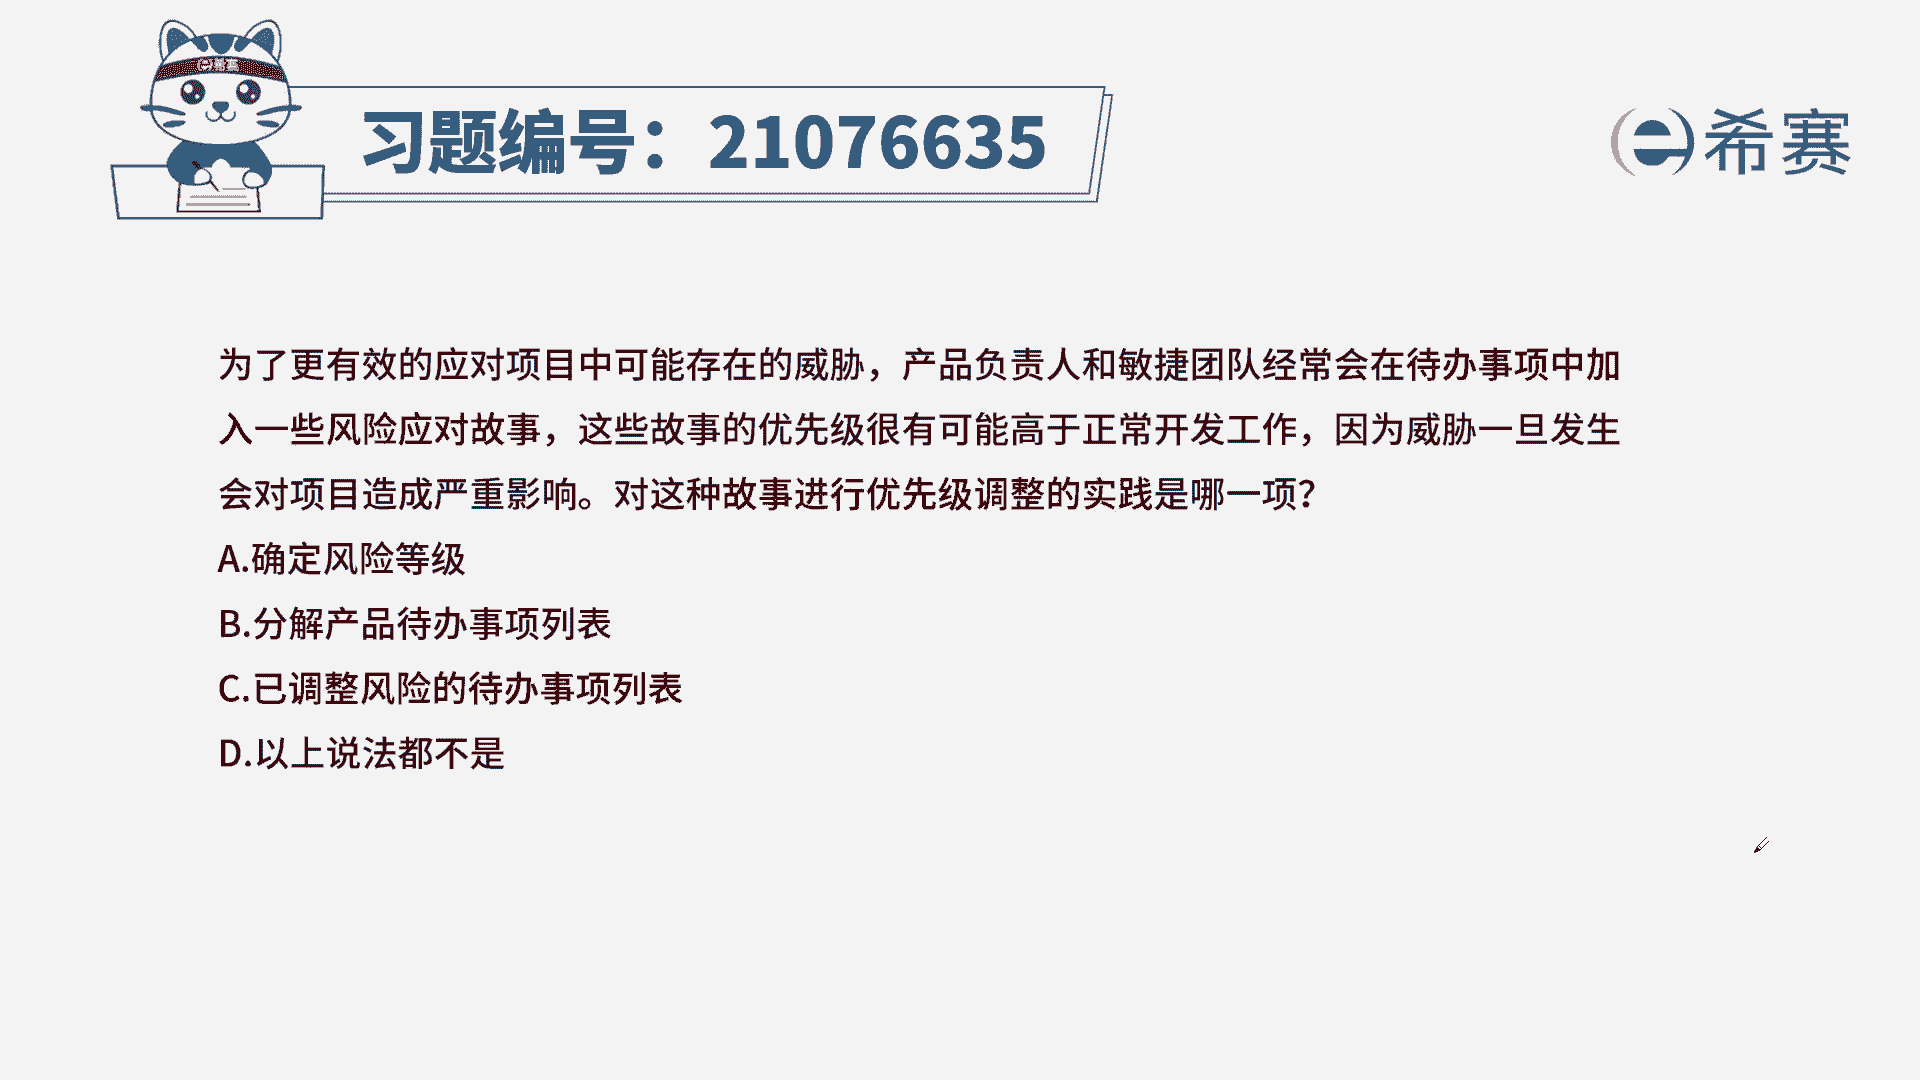 希赛
习题编号：21076635
希赛
为了更有效的应对项目中可能存在的威胁，产品负责人和敏捷团队经常会在待办事项中加
入一些风险应对故事，这些故事的优先级很有可能高于正常开发工作，因为威胁一旦发生
会对项目造成严重影响。对这种故事进行优先级调整的实践是哪一项？
A.确定风险等级
B.分解产品待办事项列表
C.已调整风险的待办事项列表
D.以上说法都不是